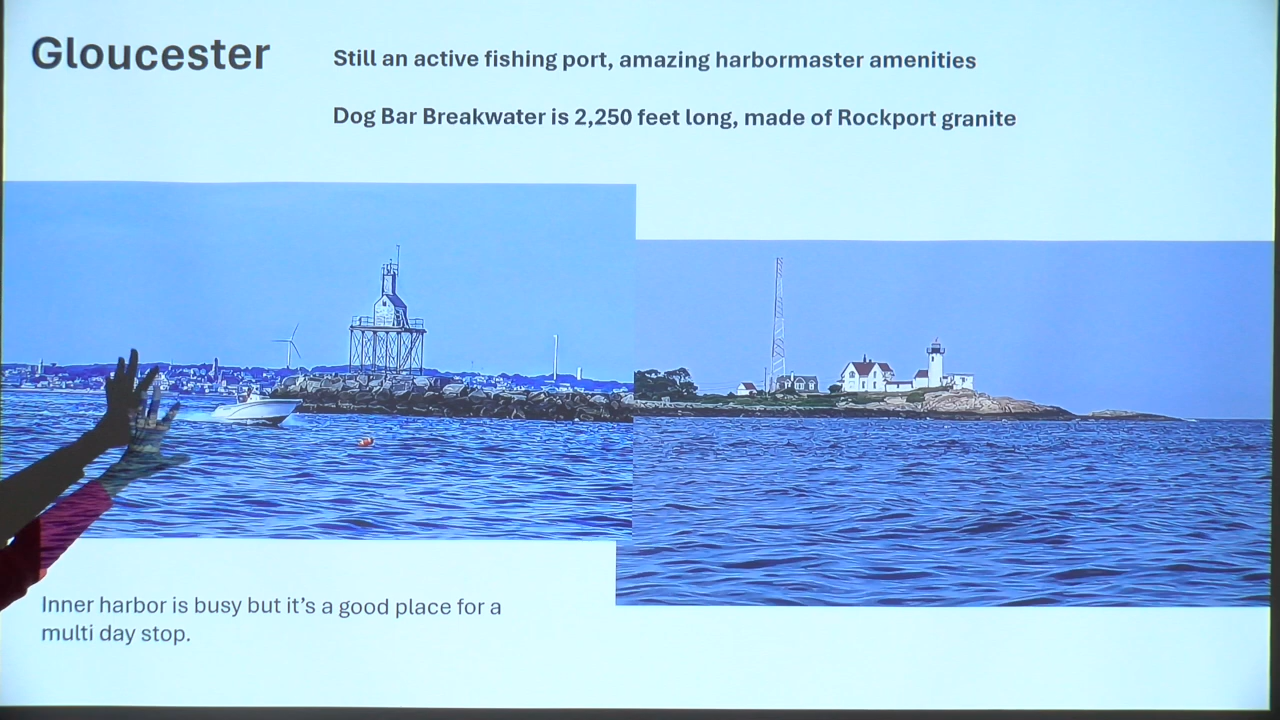 Gloucester
Still an active fishing port, amazing harbormaster amenities
Dog Bar Breakwater is 2,250 feet long, made of Rockport granite
Inner harbor is busy but it's a good place for a
multi day stop.